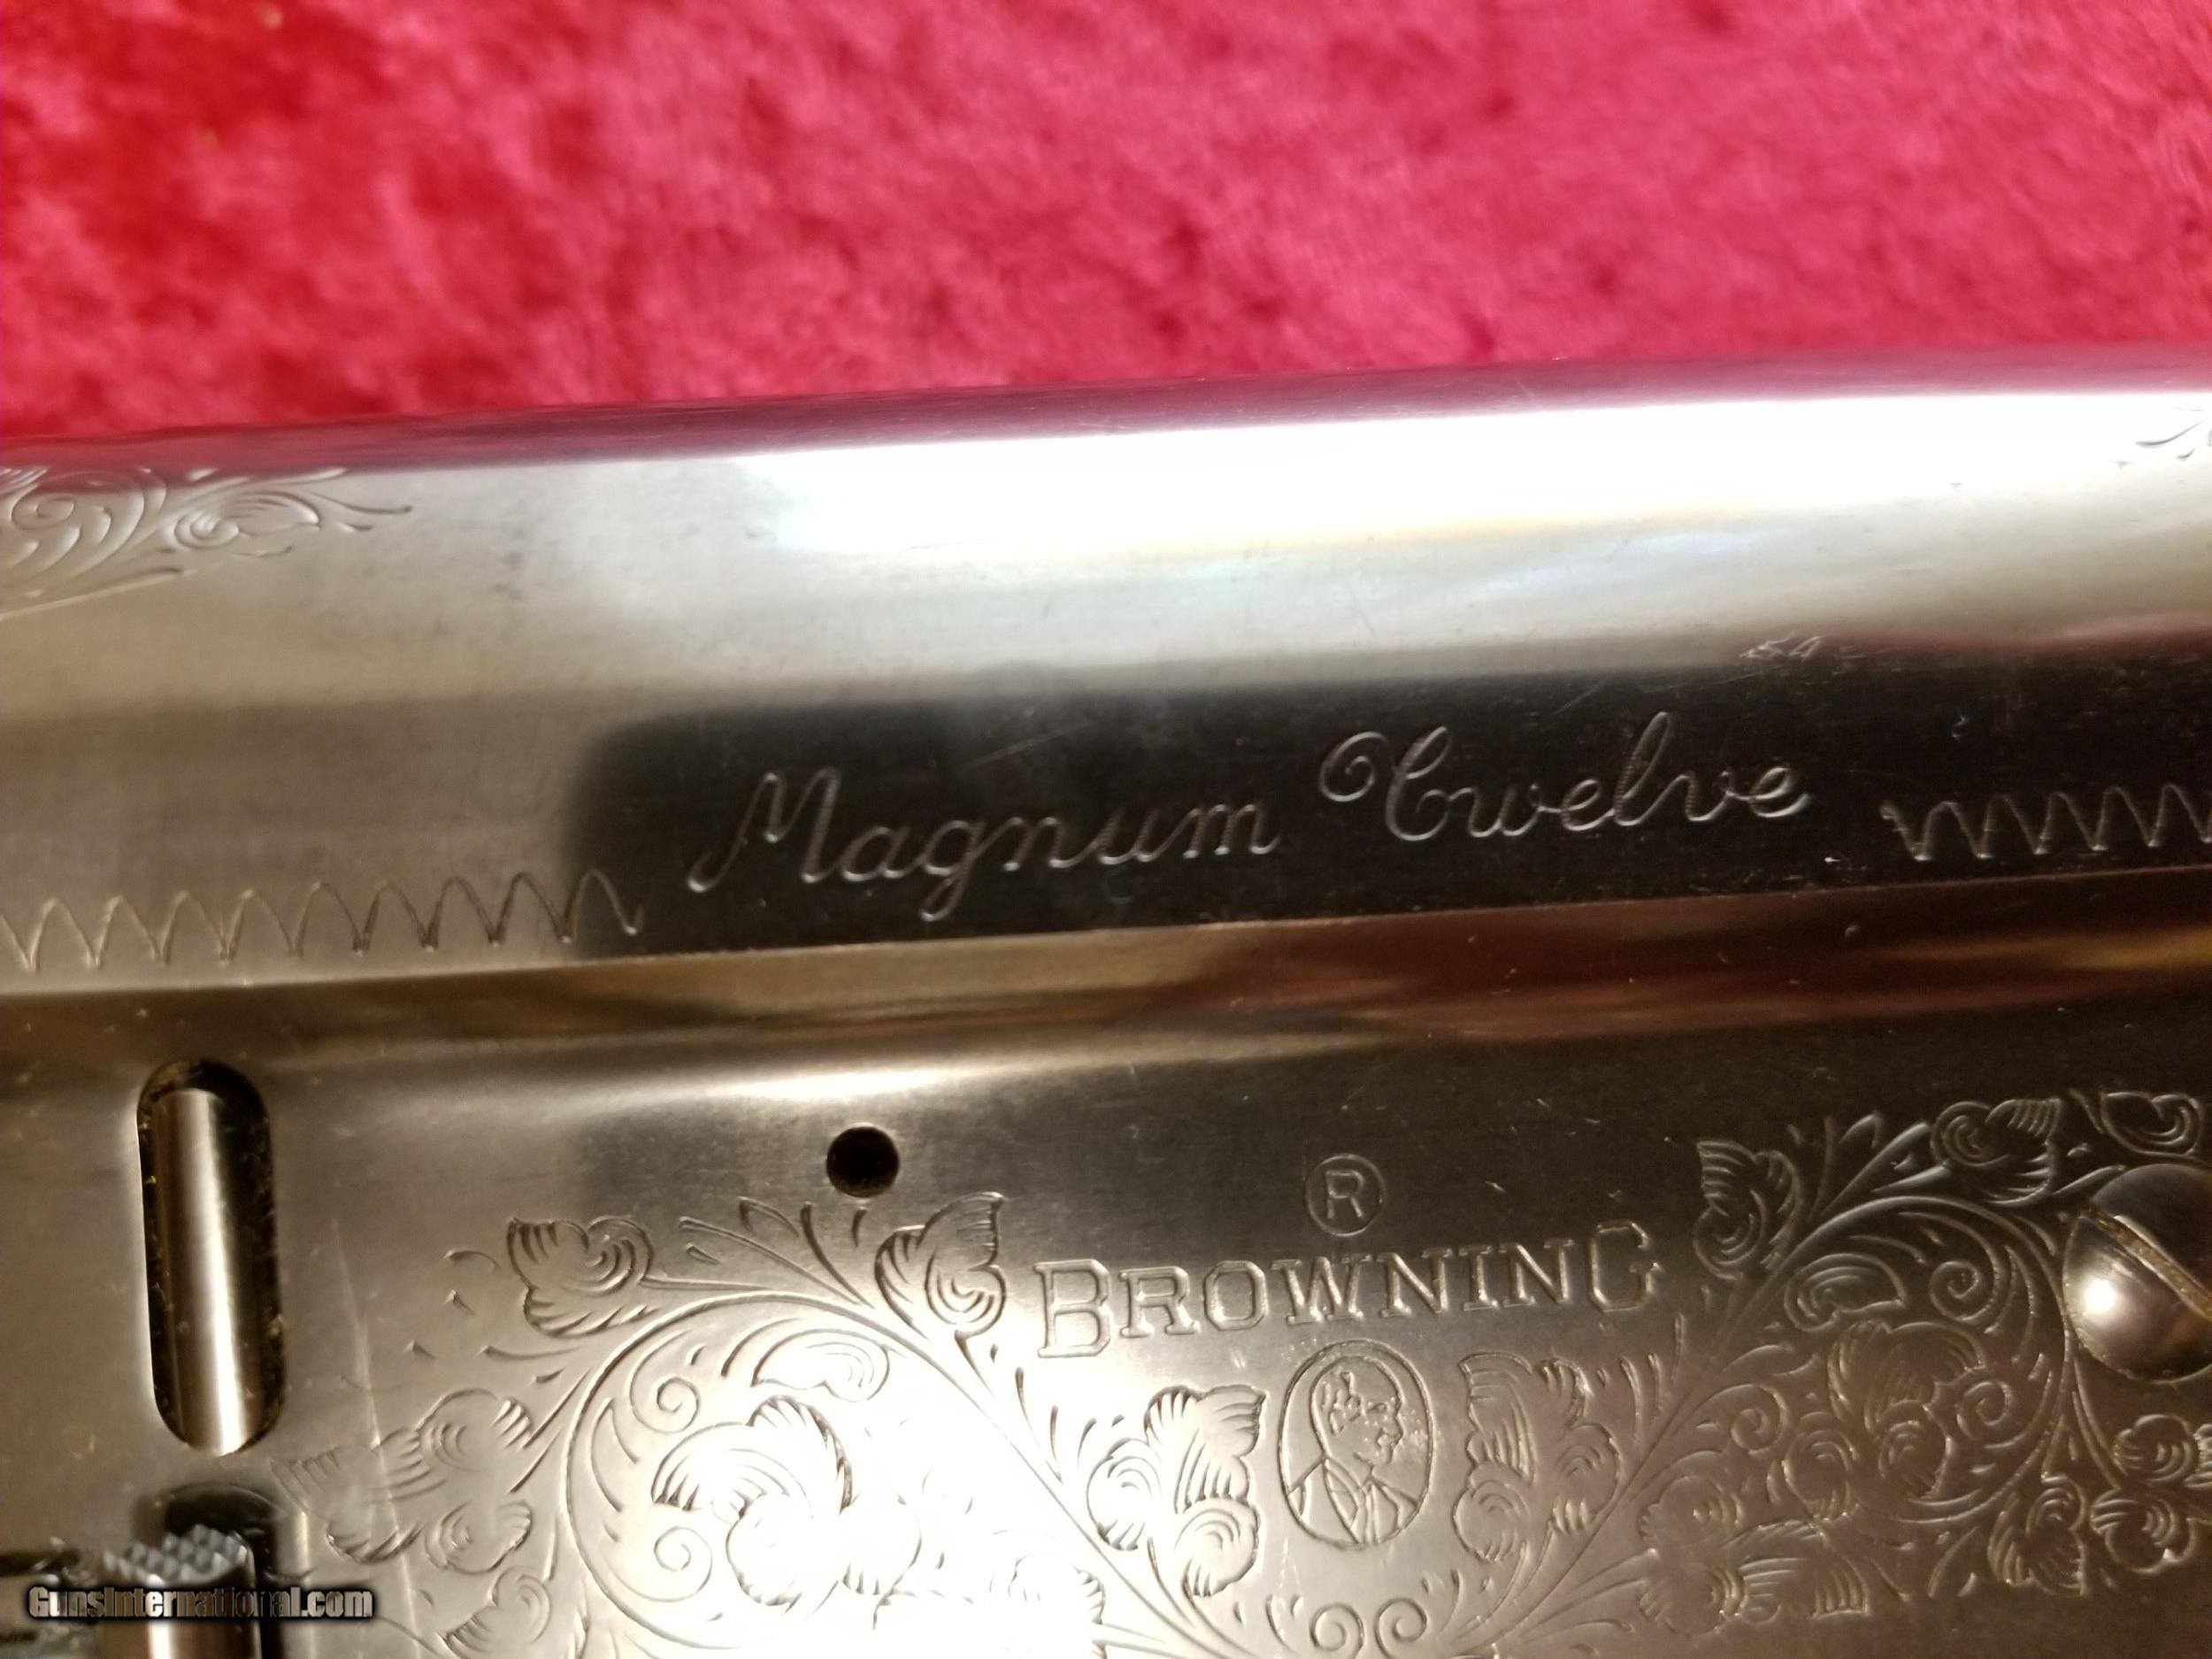 Magnum Twelve
®
BROWNING
GunsInternational.com